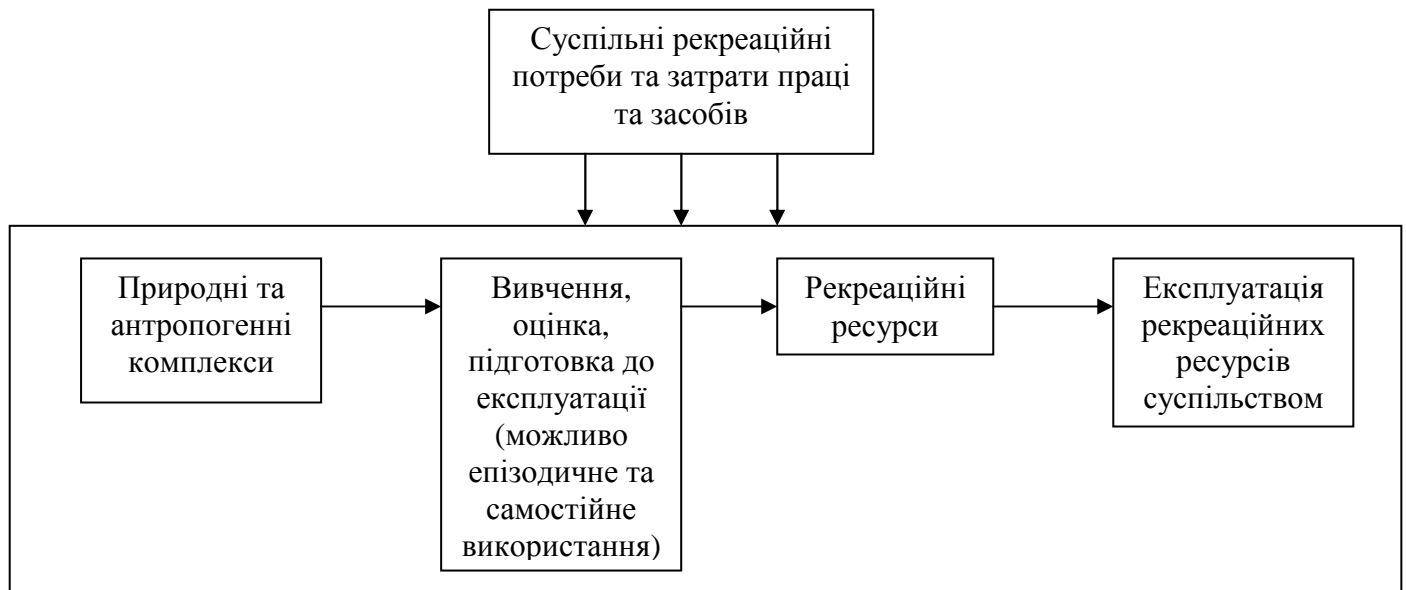 Суспільні рекреаційні
потреби та затрати праці
та засобів
Природні та
антропогенні
комплекси
Вивчення,
оцінка,
підготовка до
експлуатації
(можливо
епізодичне та
самостійне
використання)
Рекреаційні
ресурси
Експлуатація
рекреаційних
ресурсів
суспільством